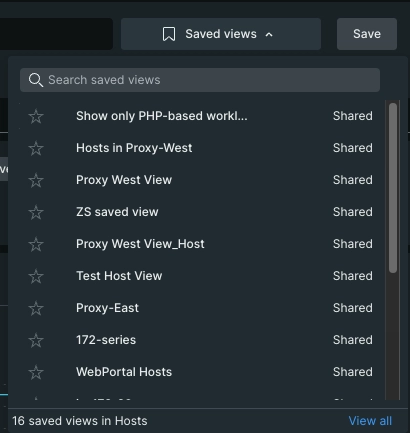 Saved views
Save
Search saved views
Show only PHP-based workl...
Shared
Hosts in Proxy-West
Shared
Proxy West View
Shared
ZS saved view
Shared
Proxy West View_Host
Shared
Test Host View
Shared
Proxy-East
Shared
172-series
Shared
WebPortal Hosts
Shared
16 saved views in Hosts
View all